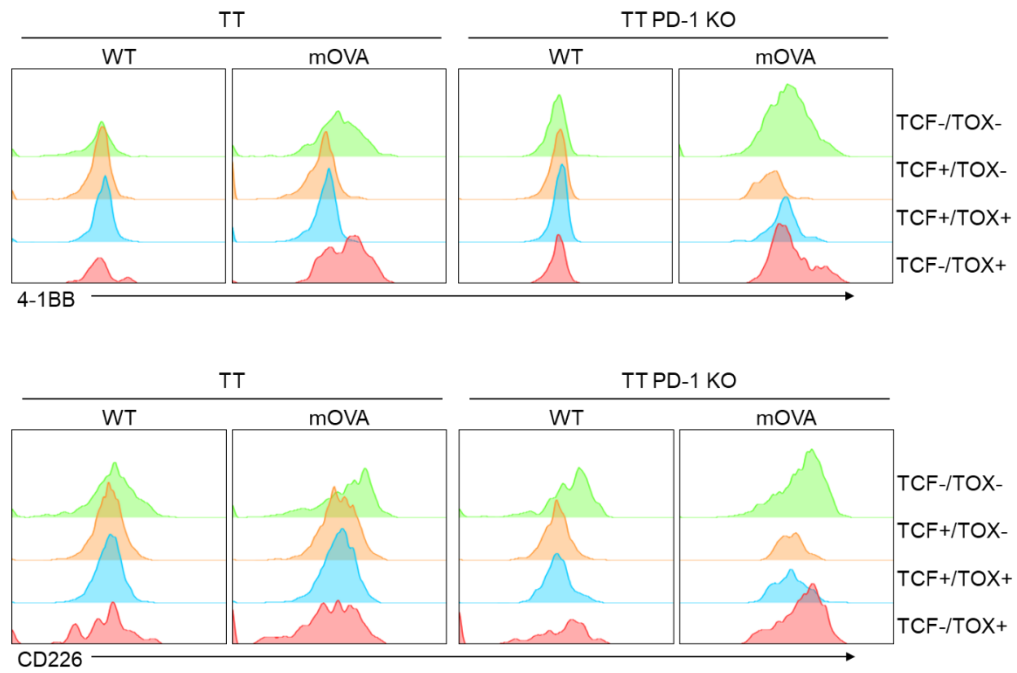 TT TT PD-1 KO
WT mOVA WT mOVA
TCF-/TOX-
TCF+/TOX-
TCF+/TOX+
TCF-/TOX+
4-1BB
TT TT PD-1 KO
WT mOVA WT mOVA
TCF-/TOX-
TCF+/TOX-
TCF+/TOX+
TCF-/TOX+
CD226